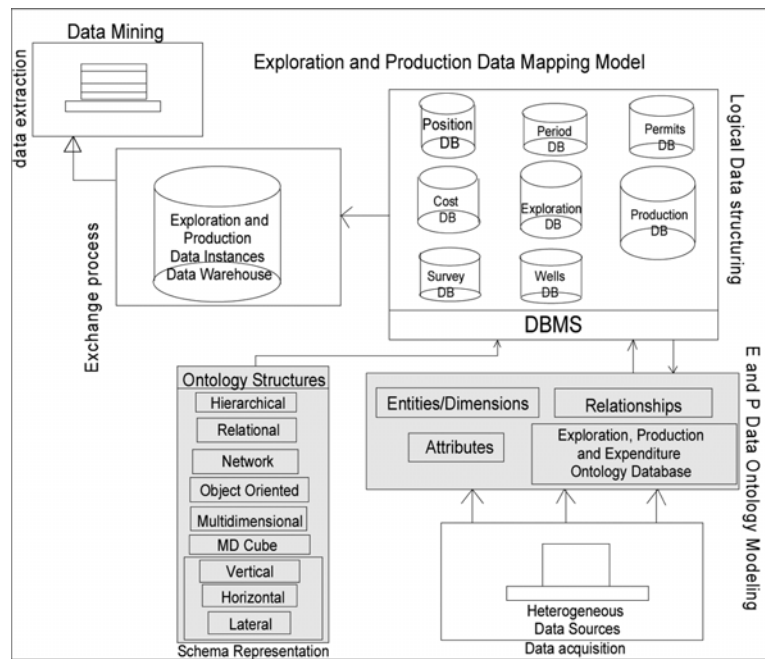 Data Mining
data extraction
Exploration and Production Data Mapping Model
Position
DB
Period
DB
Permits
DB
Cost
DB
Exploration
DB
Production
DB
Survey
DB
Wells
DB
DBMS
Logical Data structuring
Exploration and
Production
Data Instances
Data Warehouse
Exchange process
Ontology Structures
Hierarchical
Relational
Network
Object Oriented
Multidimensional
MD Cube
Vertical
Horizontal
Lateral
Schema Representation
Entities/Dimensions
Relationships
Attributes
Exploration, Production
and Expenditure
Ontology Database
E and P Data Ontology Modeling
Heterogeneous
Data Sources
Data acquisition